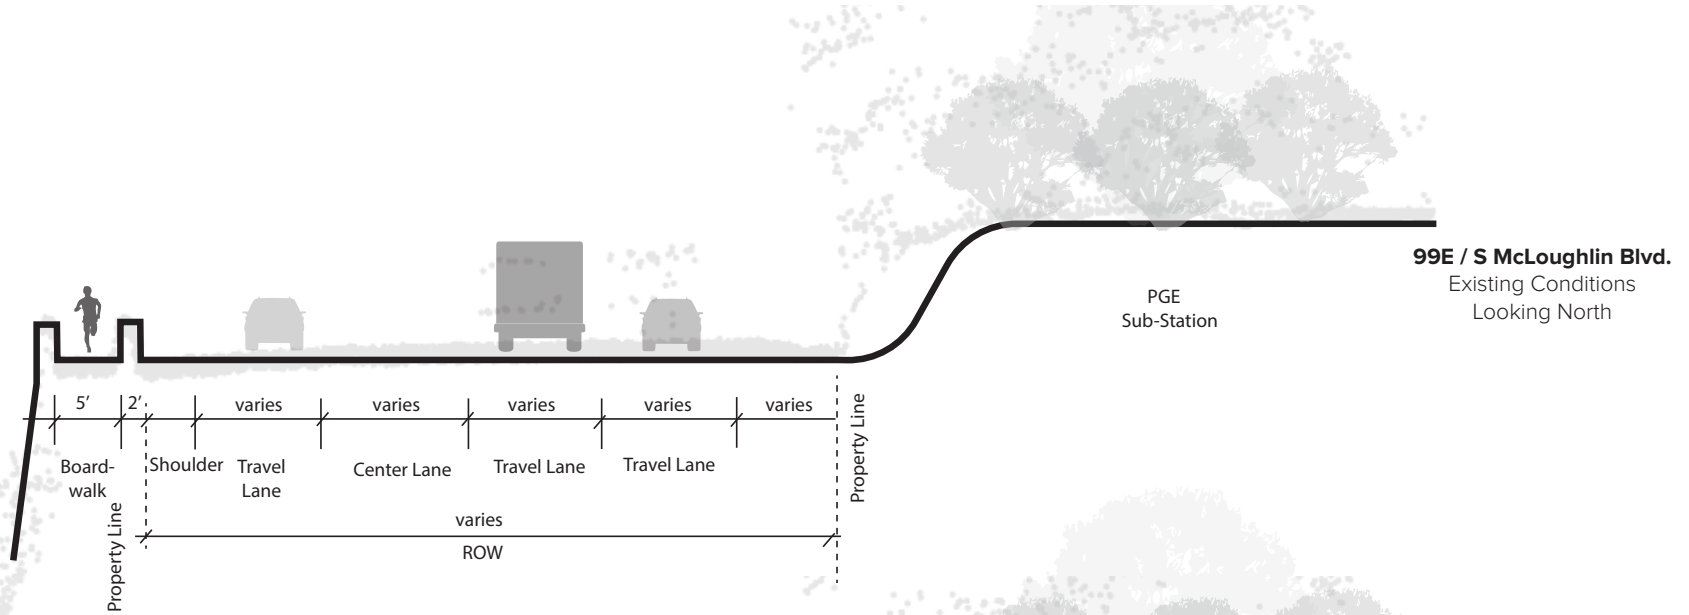 99E / S McLoughlin Blvd.
Existing Conditions
Looking North
PGE
Sub-Station
5’
2’
varies
varies
varies
varies
varies
Board-
walk
Shoulder
Travel
Lane
Center Lane
Travel Lane
Travel Lane
Property Line
Property Line
varies
ROW